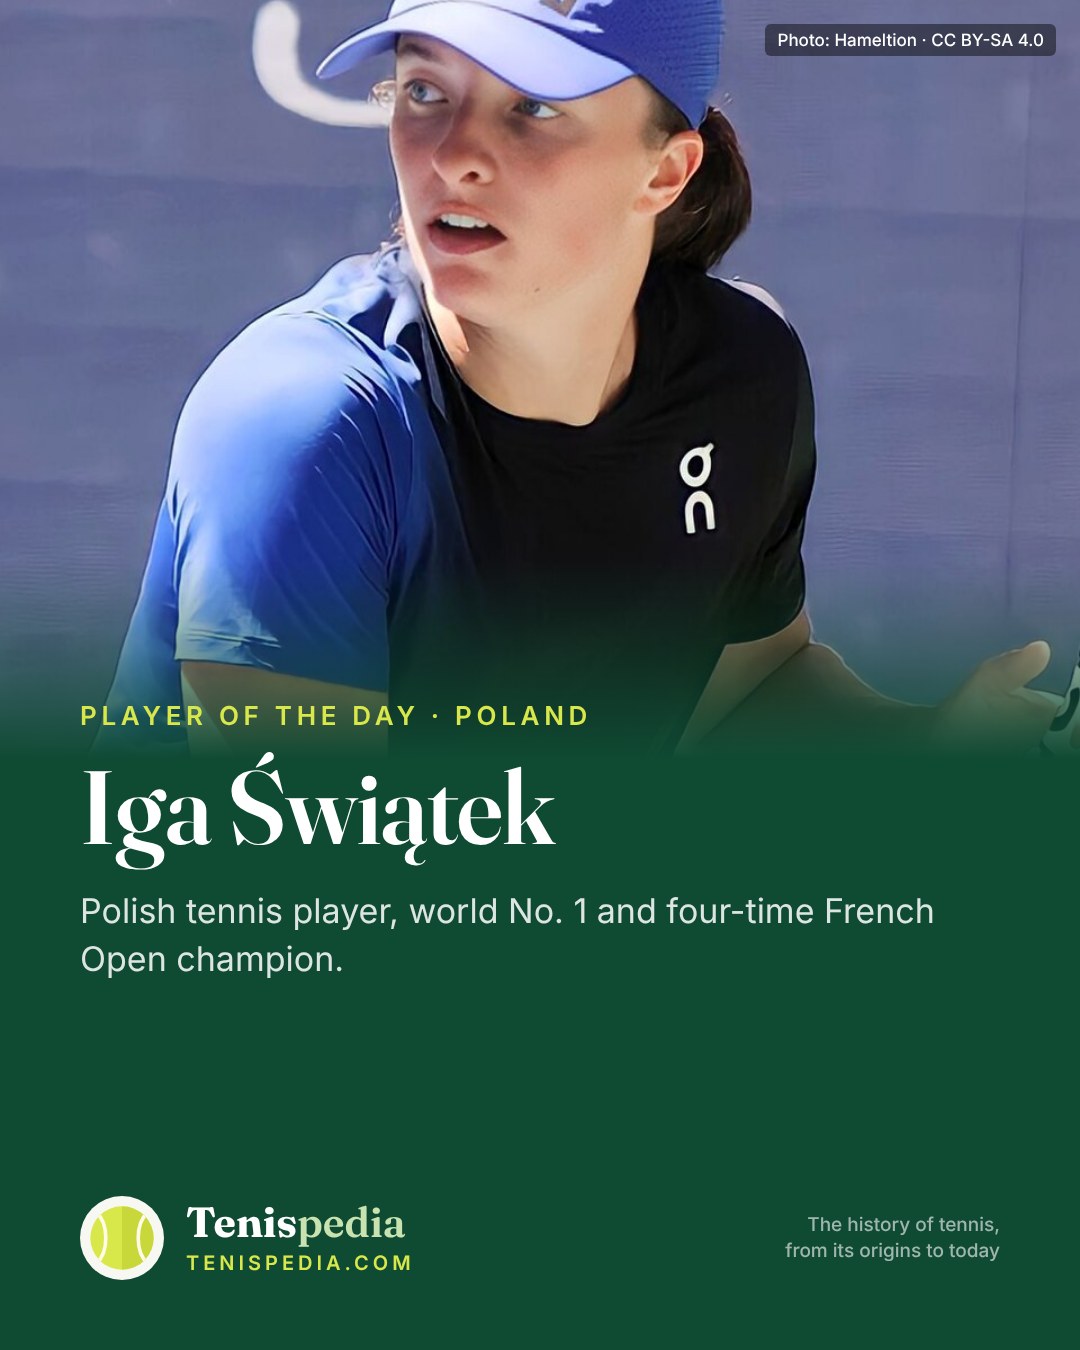 Photo: Hameltion · CC BY-SA 4.0
on
PLAYER OF THE DAY · POLAND
Iga Świątek
Polish tennis player, world No. 1 and four-time French
Open champion.
Tenispedia
TENISPEDIA.COM
The history of tennis,
from its origins to today